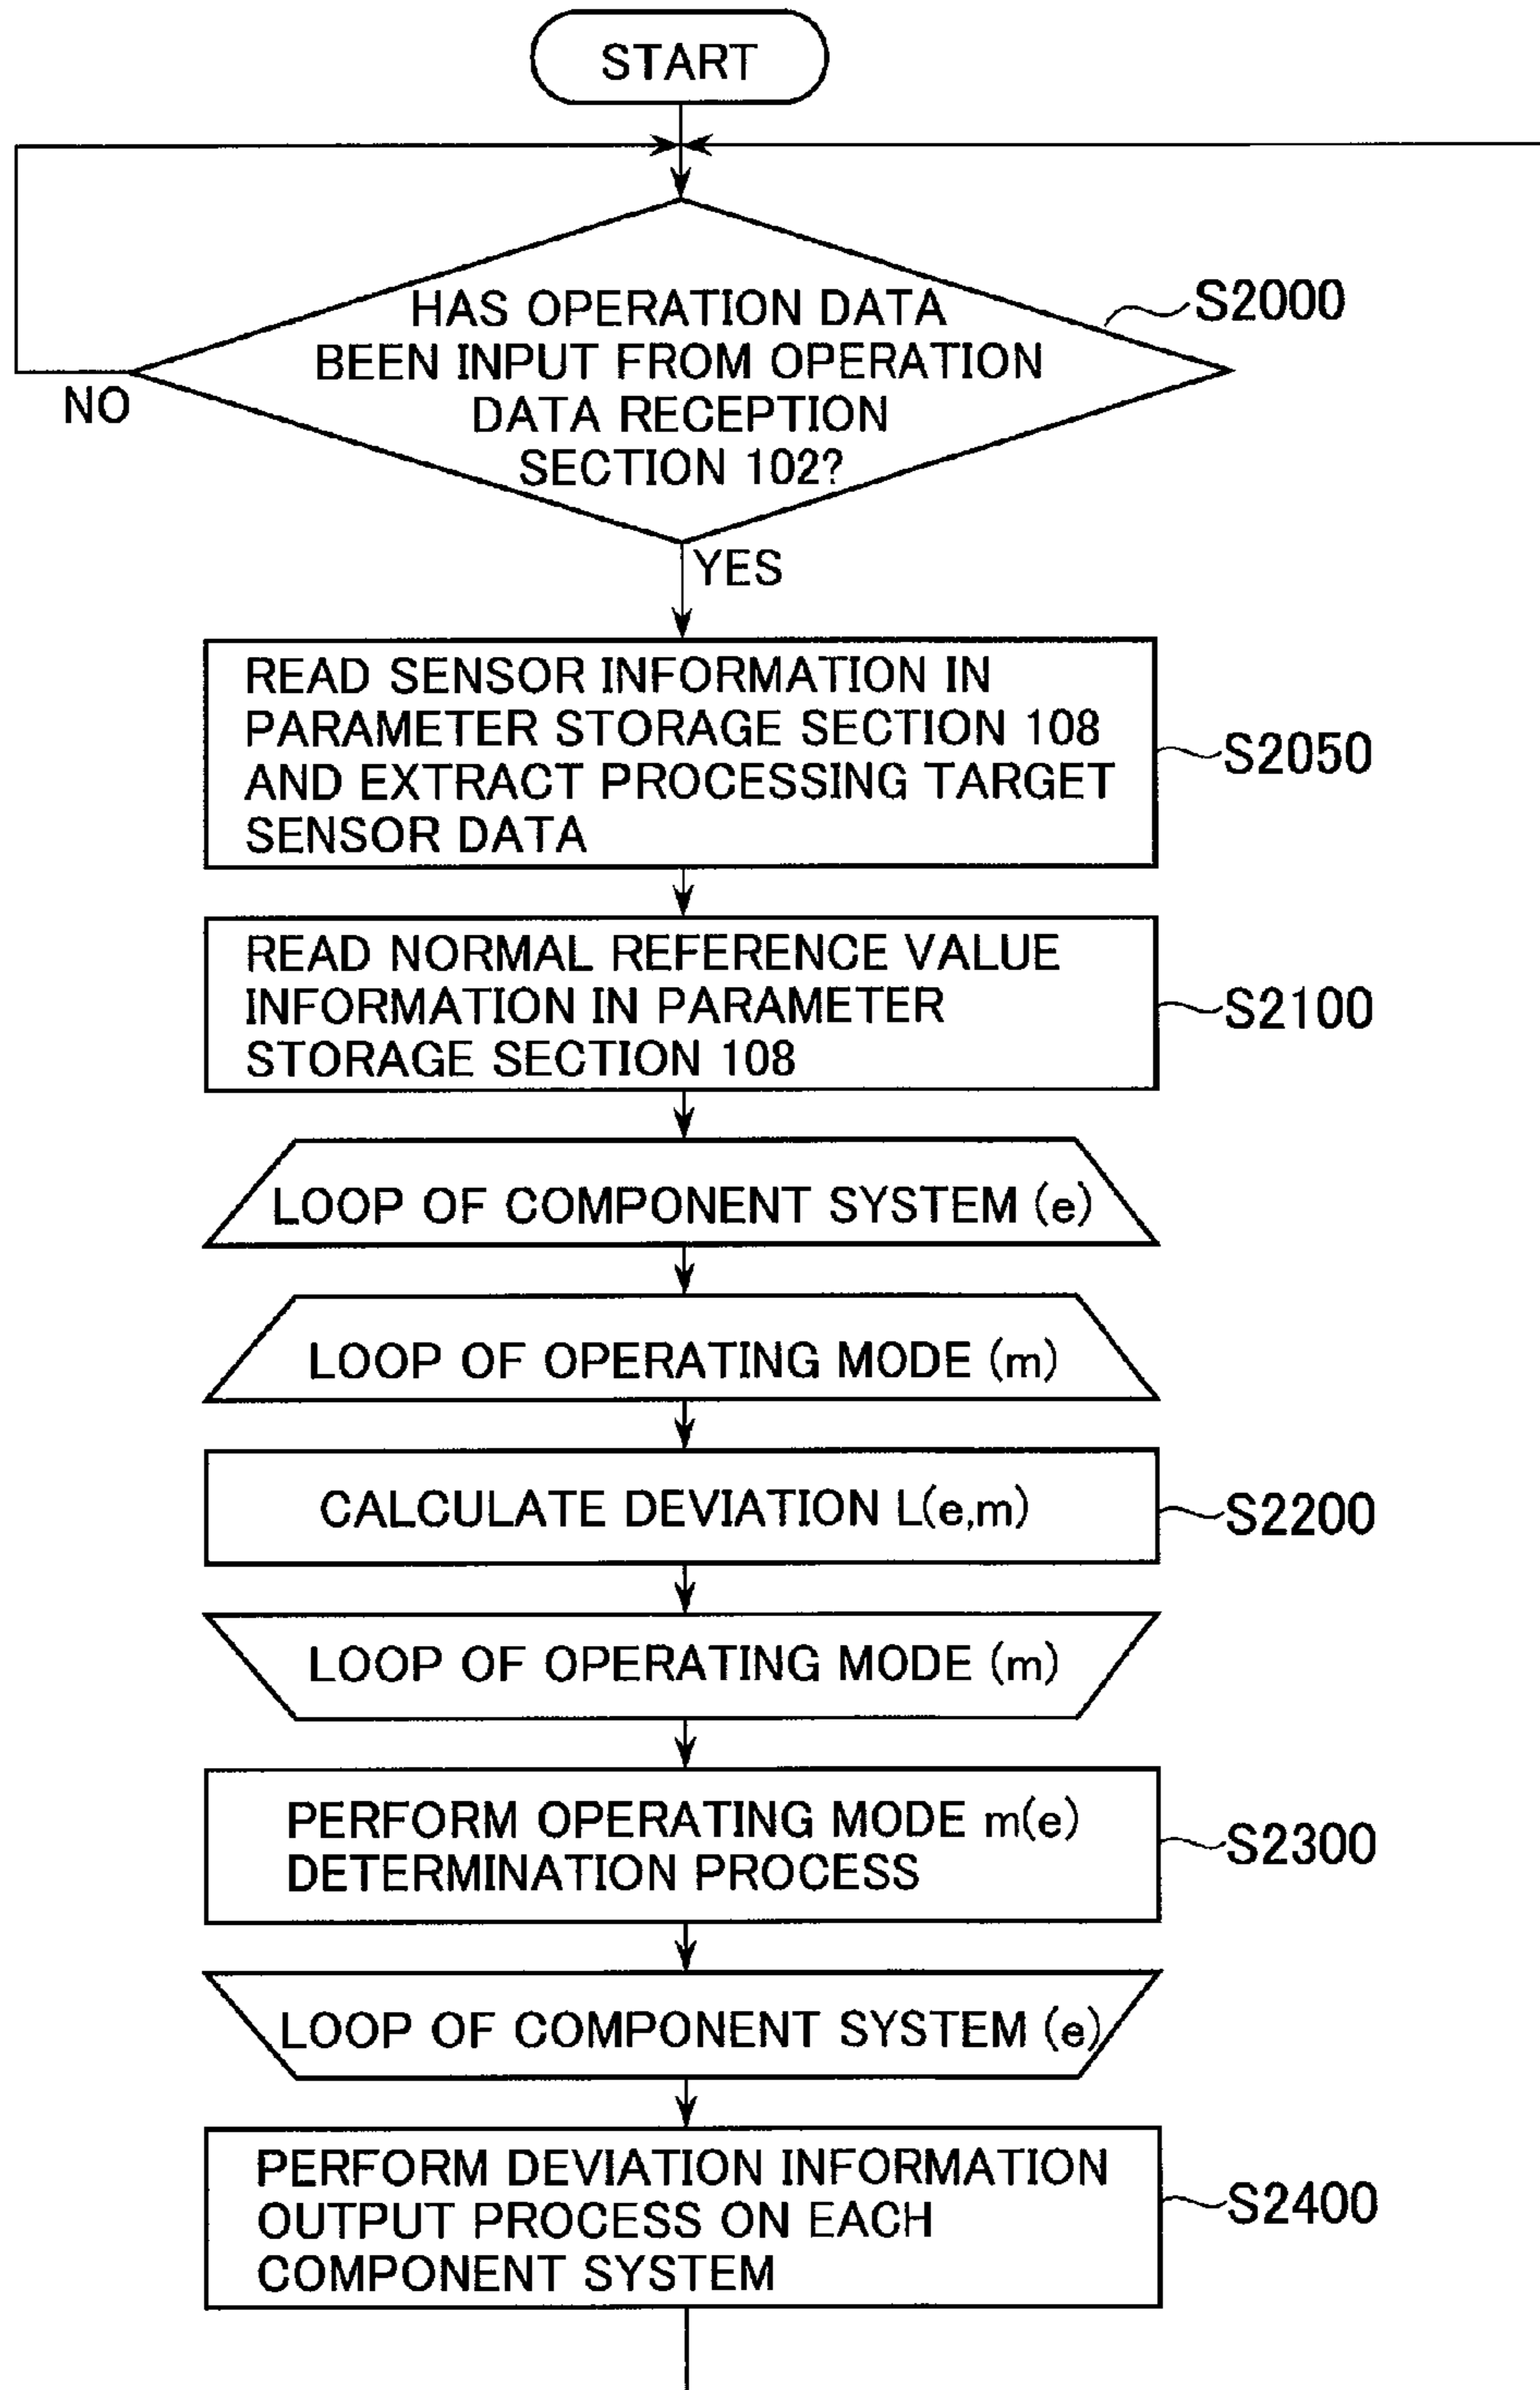 START
HAS OPERATION DATA
BEEN INPUT FROM OPERATION
DATA RECEPTION
SECTION 102?
S2000
NO
YES
READ SENSOR INFORMATION IN
PARAMETER STORAGE SECTION 108
AND EXTRACT PROCESSING TARGET
SENSOR DATA
S2050
READ NORMAL REFERENCE VALUE
INFORMATION IN PARAMETER
STORAGE SECTION 108
S2100
LOOP OF COMPONENT SYSTEM (e)
LOOP OF OPERATING MODE (m)
CALCULATE DEVIATION L(e,m)
S2200
LOOP OF OPERATING MODE (m)
PERFORM OPERATING MODE m(e)
DETERMINATION PROCESS
S2300
LOOP OF COMPONENT SYSTEM (e)
PERFORM DEVIATION INFORMATION
OUTPUT PROCESS ON EACH
COMPONENT SYSTEM
S2400